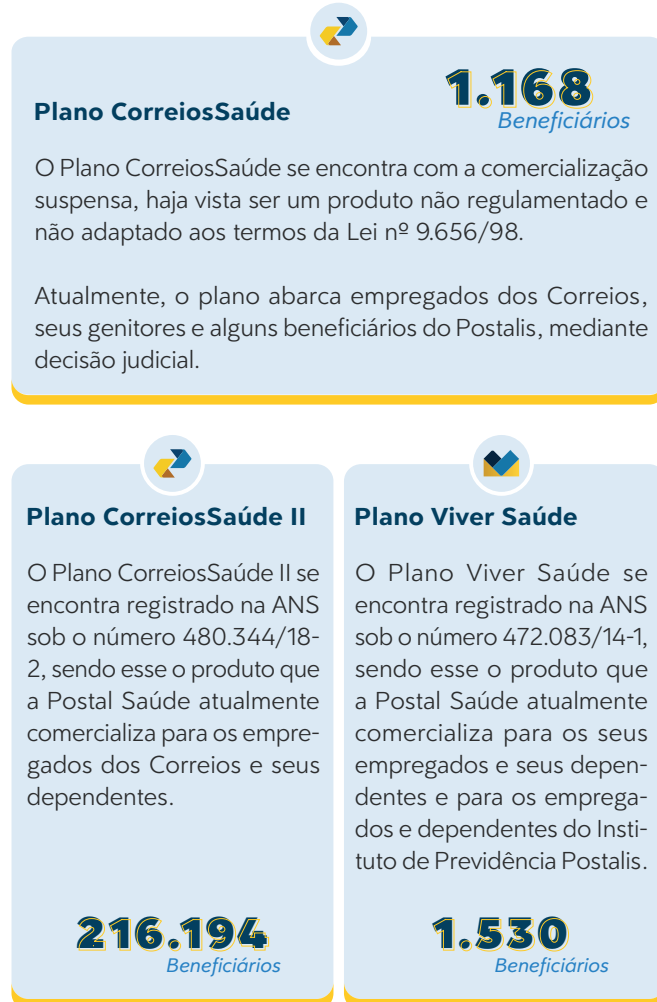 Plano CorreiosSaúde
1.168
Beneficiários
O Plano CorreiosSaúde se encontra com a comercialização
suspensa, haja vista ser um produto não regulamentado e
não adaptado aos termos da Lei nº 9.656/98.
Atualmente, o plano abarca empregados dos Correios,
seus genitores e alguns beneficiários do Postalis, mediante
decisão judicial.
Plano CorreiosSaúde II
O Plano CorreiosSaúde II se
encontra registrado na ANS
sob o número 480.344/18-
2, sendo esse o produto que
a Postal Saúde atualmente
comercializa para os empre-
gados dos Correios e seus
dependentes.
216.194
Beneficiários
Plano Viver Saúde
O Plano Viver Saúde se
encontra registrado na ANS
sob o número 472.083/14-1,
sendo esse o produto que
a Postal Saúde atualmente
comercializa para os seus
empregados e seus depen-
dentes e para os emprega-
dos e dependentes do Insti-
tuto de Previdência Postalis.
1.530
Beneficiários